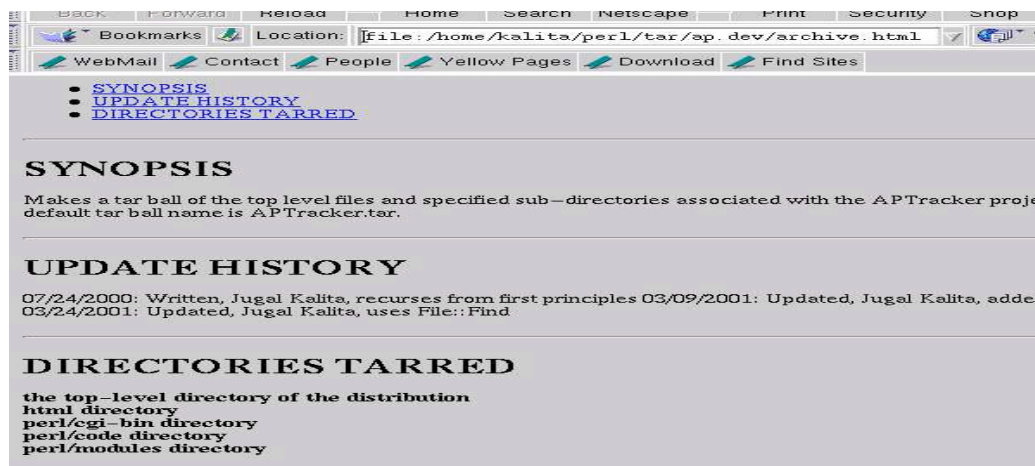 Back Forward Reload Home Search Netscape Print Security Shop
Bookmarks Location: file:/home/kalita/perl/tar/ap.dev/archive.html
WebMail Contact People Yellow Pages Download Find Sites
SYNOPSIS
UPDATE HISTORY
DIRECTORIES TARRED
SYNOPSIS
Makes a tar ball of the top level files and specified sub-directories associated with the APTracker proje
default tar ball name is APTracker.tar.
UPDATE HISTORY
07/24/2000: Written, Jugal Kalita, recurses from first principles 03/09/2001: Updated, Jugal Kalita, adde
03/24/2001: Updated, Jugal Kalita, uses File::Find
DIRECTORIES TARRED
the top-level directory of the distribution
html directory
perl/cgi-bin directory
perl/code directory
perl/modules directory